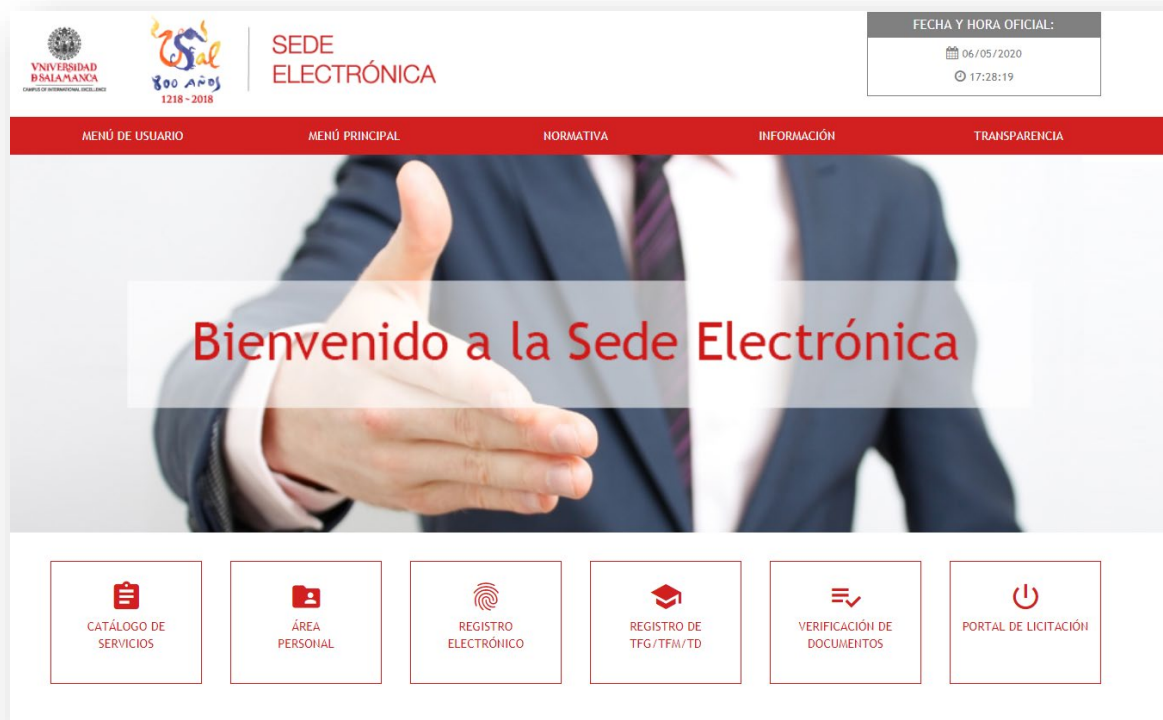 VNiVERSiDAD
D SALAMANCA
CAMPUS OF INTERNATIONAL EXCELLENCE
VSal
800 AÑOS
1218 ~ 2018
SEDE
ELECTRÓNICA
FECHA Y HORA OFICIAL:
06/05/2020
17:28:19
MENÚ DE USUARIO
MENÚ PRINCIPAL
NORMATIVA
INFORMACIÓN
TRANSPARENCIA
Bienvenido a la Sede Electrónica
CATÁLOGO DE
SERVICIOS
ÁREA
PERSONAL
REGISTRO
ELECTRÓNICO
REGISTRO DE
TFG/TFM/TD
VERIFICACIÓN DE
DOCUMENTOS
PORTAL DE LICITACIÓN